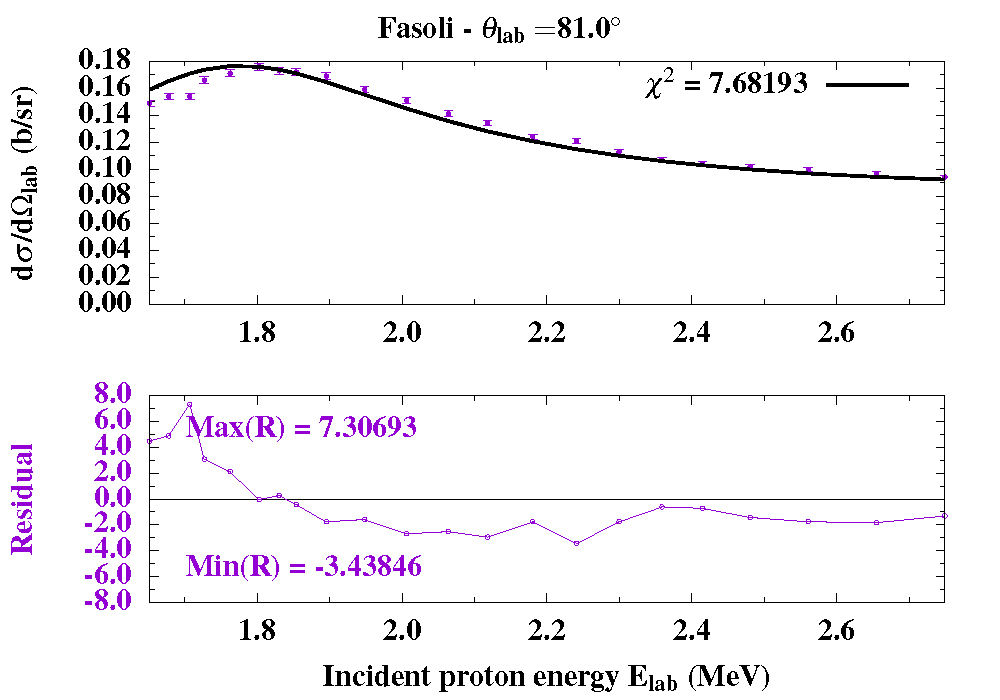 Fasoli - θlab =81.0°
χ² = 7.68193
0.18
0.16
0.14
0.12
0.10
0.08
0.06
0.04
0.02
0.00
dσ/dΩlab (b/sr)
1.8 2.0 2.2 2.4 2.6
8.0
6.0
4.0
2.0
0.0
-2.0
-4.0
-6.0
-8.0
Residual
Max(R) = 7.30693
Min(R) = -3.43846
1.8 2.0 2.2 2.4 2.6
Incident proton energy Elab (MeV)